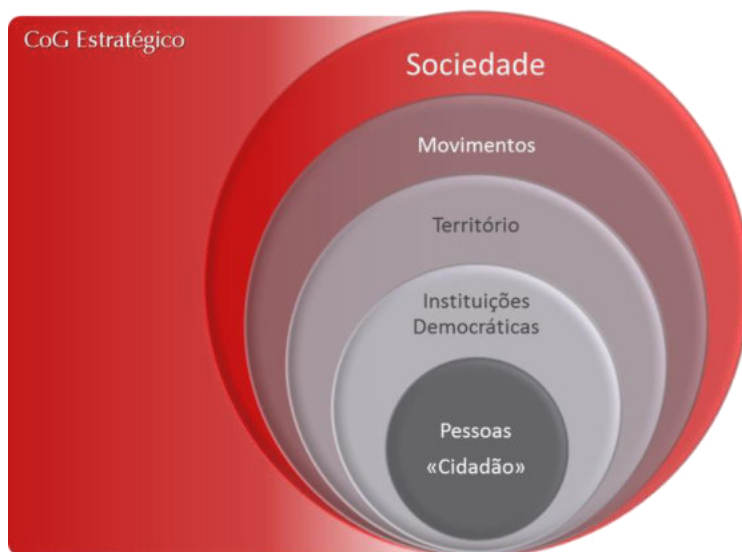 CoG Estratégico
Sociedade
Movimentos
Território
Instituições
Democráticas
Pessoas
«Cidadão»